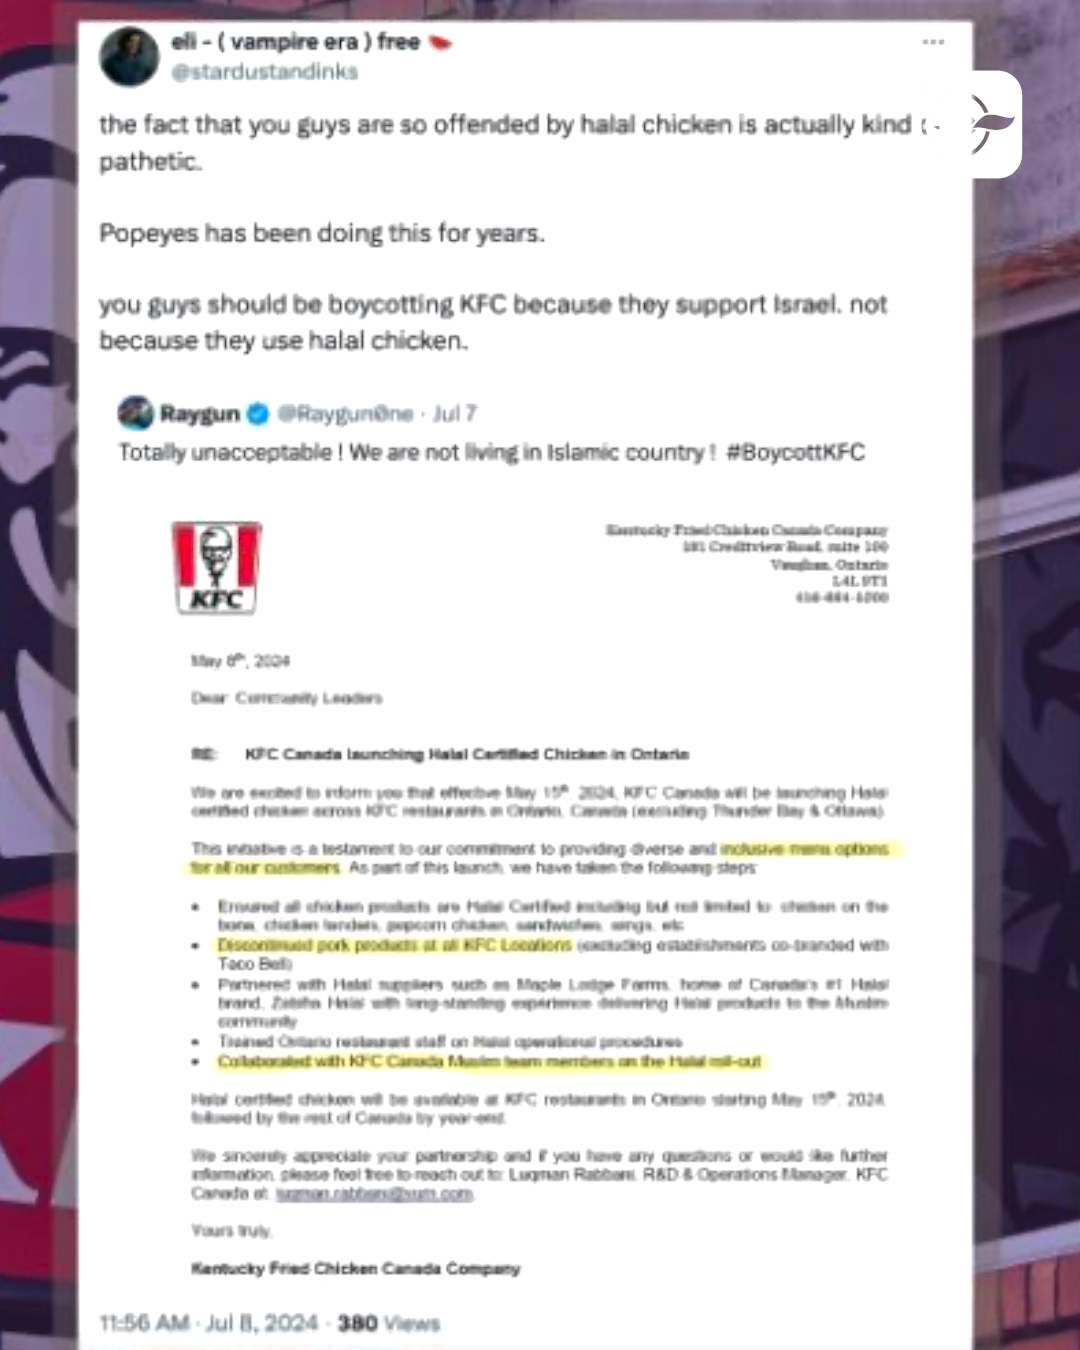 eli - ( vampire era ) free 🍉
@stardustandinks
the fact that you guys are so offended by halal chicken is actually kind
pathetic.
Popeyes has been doing this for years.
you guys should be boycotting KFC because they support Israel. not
because they use halal chicken.
Raygun @Raygun0ne · Jul 7
Totally unacceptable ! We are not living in Islamic country ! #BoycottKFC
KFC
Kentucky Fried Chicken Canada Company
Creditview Road, suite 100
Vaughan, Ontario
L4L 9T1
May 8th, 2024
Dear Community Leaders
RE: KFC Canada launching Halal Certified Chicken in Ontario
We are excited to inform you that effective May 15th, 2024, KFC Canada will be launching Halal
certified chicken across KFC restaurants in Ontario, Canada (excluding Thunder Bay & Ottawa)
This initiative is a testament to our commitment to providing diverse and inclusive menu options
for all our customers. As part of this launch, we have taken the following steps:
• Ensured all chicken products are Halal Certified including but not limited to: chicken on the
bone, chicken tenders, popcorn chicken, sandwiches, wings, etc
• Discontinued pork products at all KFC Locations (excluding establishments co-branded with
Taco Bell)
• Partnered with Halal suppliers such as Maple Lodge Farms, home of Canada's #1 Halal
brand, Zabiha Halal with long-standing experience delivering Halal products to the Muslim
community
• Trained Ontario restaurant staff on Halal operational procedures
• Collaborated with KFC Canada Muslim team members on the Halal roll-out
Halal certified chicken will be available at KFC restaurants in Ontario starting May 15th, 2024,
followed by the rest of Canada by year-end.
We sincerely appreciate your partnership and if you have any questions or would like further
information, please feel free to reach out to: Luqman Rabbani, R&D & Operations Manager, KFC
Canada at: luqman.rabbani@yum.com.
Yours truly,
Kentucky Fried Chicken Canada Company
11:56 AM · Jul 8, 2024 · 380 Views